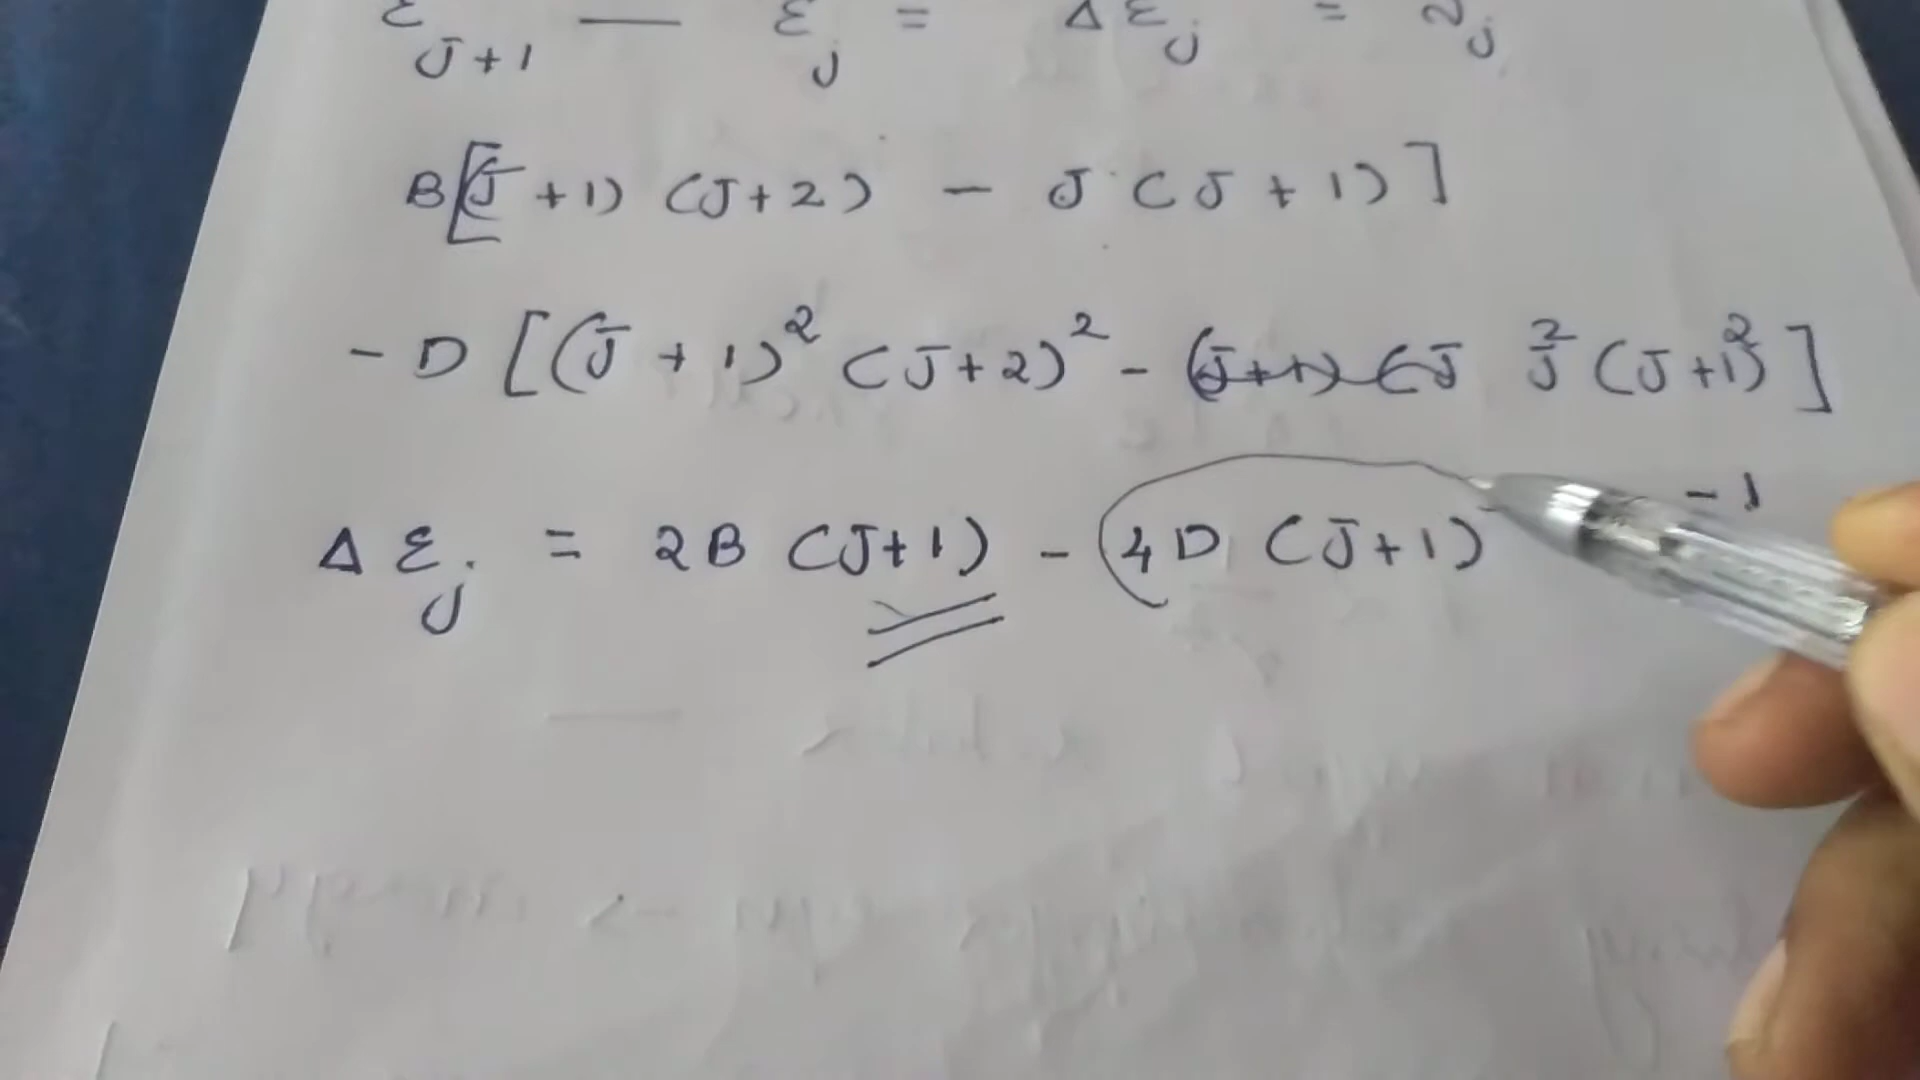 ε_{J+1} — ε_J = Δε_J = ν_j
B[(J+1)(J+2) - J(J+1)]
-D[(J+1)²(J+2)² - J²(J+1)²]
Δε_J = 2B(J+1) - 4D(J+1) -1